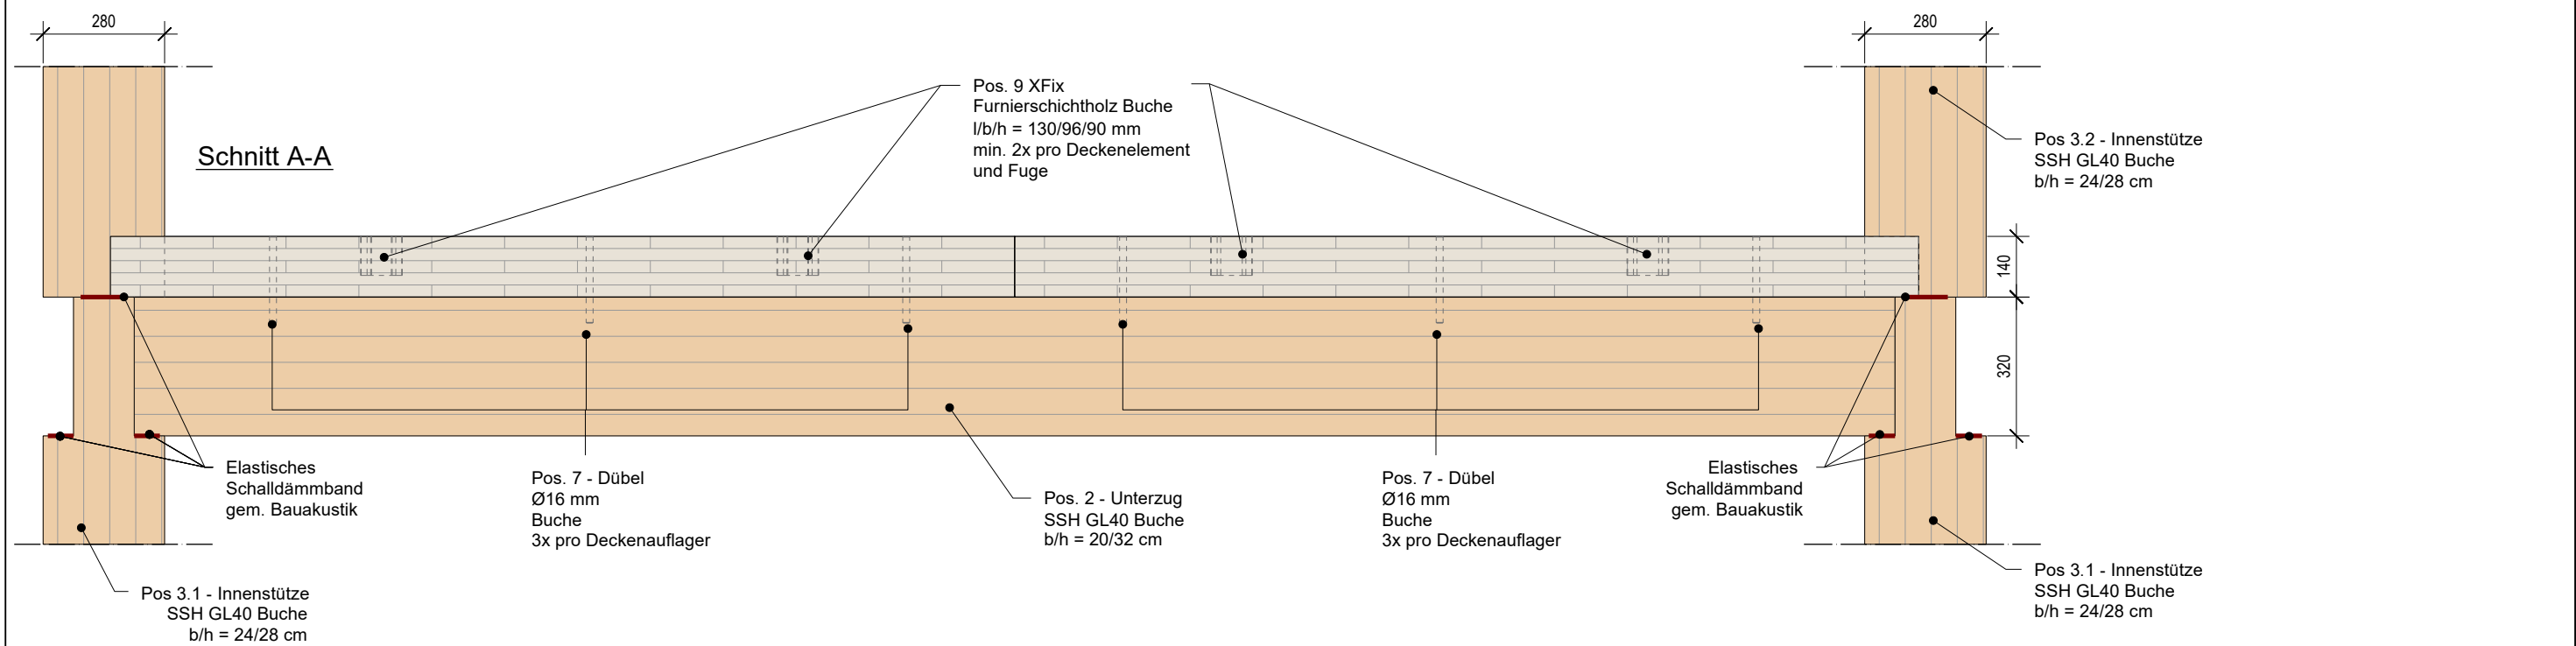 280
280
Pos. 9 XFix
Furnierschichtholz Buche
l/b/h = 130/96/90 mm
min. 2x pro Deckenelement
und Fuge
Schnitt A-A
Pos 3.2 - Innenstütze
SSH GL40 Buche
b/h = 24/28 cm
140
320
Elastisches
Schalldämmband
gem. Bauakustik
Pos. 7 - Dübel
Ø16 mm
Buche
3x pro Deckenauflager
Pos. 2 - Unterzug
SSH GL40 Buche
b/h = 20/32 cm
Pos. 7 - Dübel
Ø16 mm
Buche
3x pro Deckenauflager
Elastisches
Schalldämmband
gem. Bauakustik
Pos 3.1 - Innenstütze
SSH GL40 Buche
b/h = 24/28 cm
Pos 3.1 - Innenstütze
SSH GL40 Buche
b/h = 24/28 cm